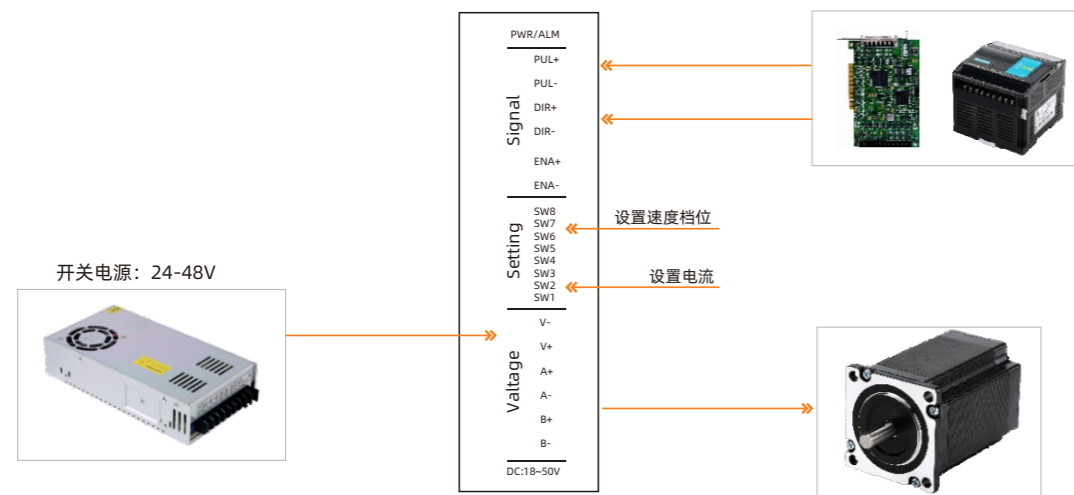 PWR/ALM
PUL+
PUL-
DIR+
DIR-
ENA+
ENA-
Signal
SW8
SW7
SW6
SW5
SW4
SW3
SW2
SW1
Setting
设置速度档位
设置电流
开关电源：24-48V
V-
V+
A+
A-
B+
B-
Valtage
DC:18~50V